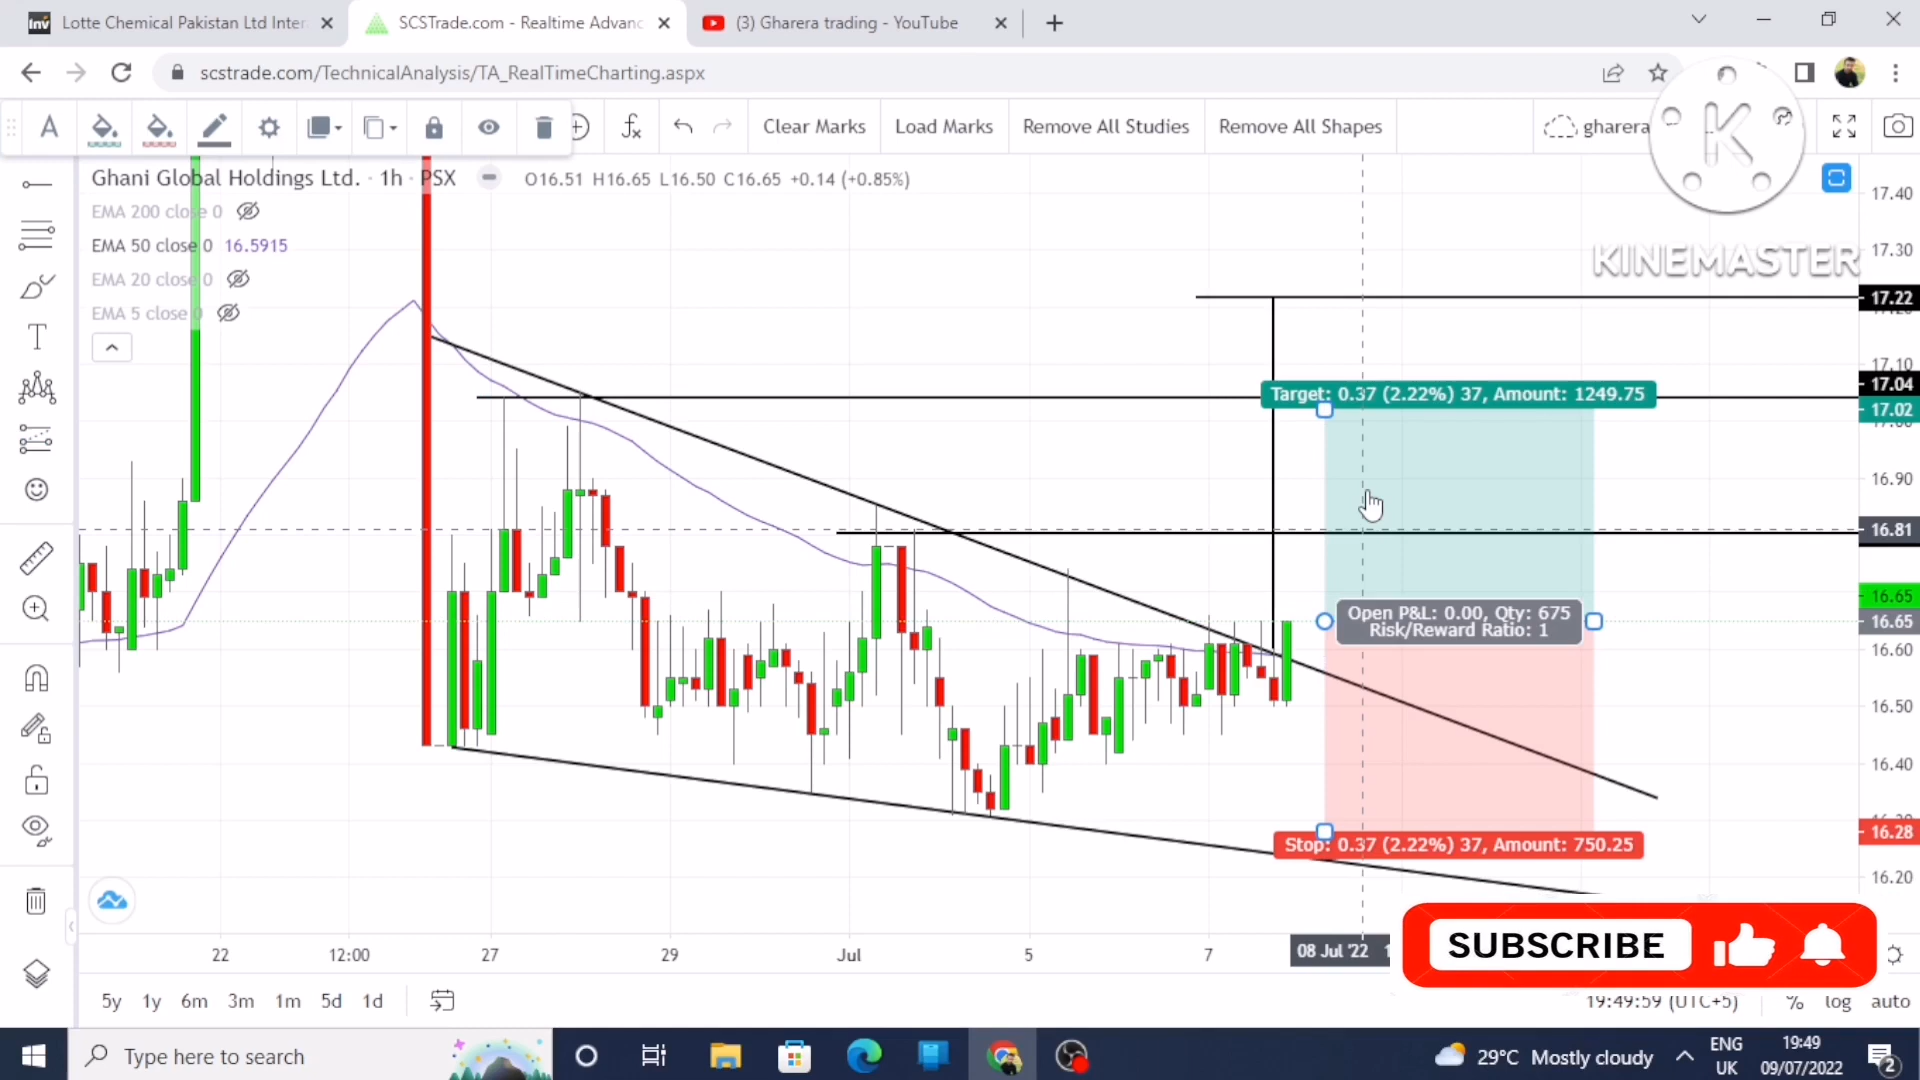 Lotte Chemical Pakistan Ltd Inter
SCSTrade.com - Realtime Advanc
(3) Gharera trading - YouTube
scstrade.com/TechnicalAnalysis/TA_RealTimeCharting.aspx
Clear Marks
Load Marks
Remove All Studies
Remove All Shapes
gharera
K
KINEMASTER
Ghani Global Holdings Ltd. · 1h · PSX
O16.51 H16.65 L16.50 C16.65 +0.14 (+0.85%)
EMA 200 close 0
EMA 50 close 0 16.5915
EMA 20 close 0
EMA 5 close 0
17.40
17.30
17.22
17.10
17.04
17.02
16.90
16.81
16.65
16.65
16.60
16.50
16.40
16.28
16.20
Target: 0.37 (2.22%) 37, Amount: 1249.75
Open P&L: 0.00, Qty: 675
Risk/Reward Ratio: 1
Stop: 0.37 (2.22%) 37, Amount: 750.25
22
12:00
27
29
Jul
5
7
08 Jul '22
SUBSCRIBE
5y 1y 6m 3m 1m 5d 1d
19:49:59 (UTC+5)
% log auto
Type here to search
29°C Mostly cloudy
ENG
UK
19:49
09/07/2022
2